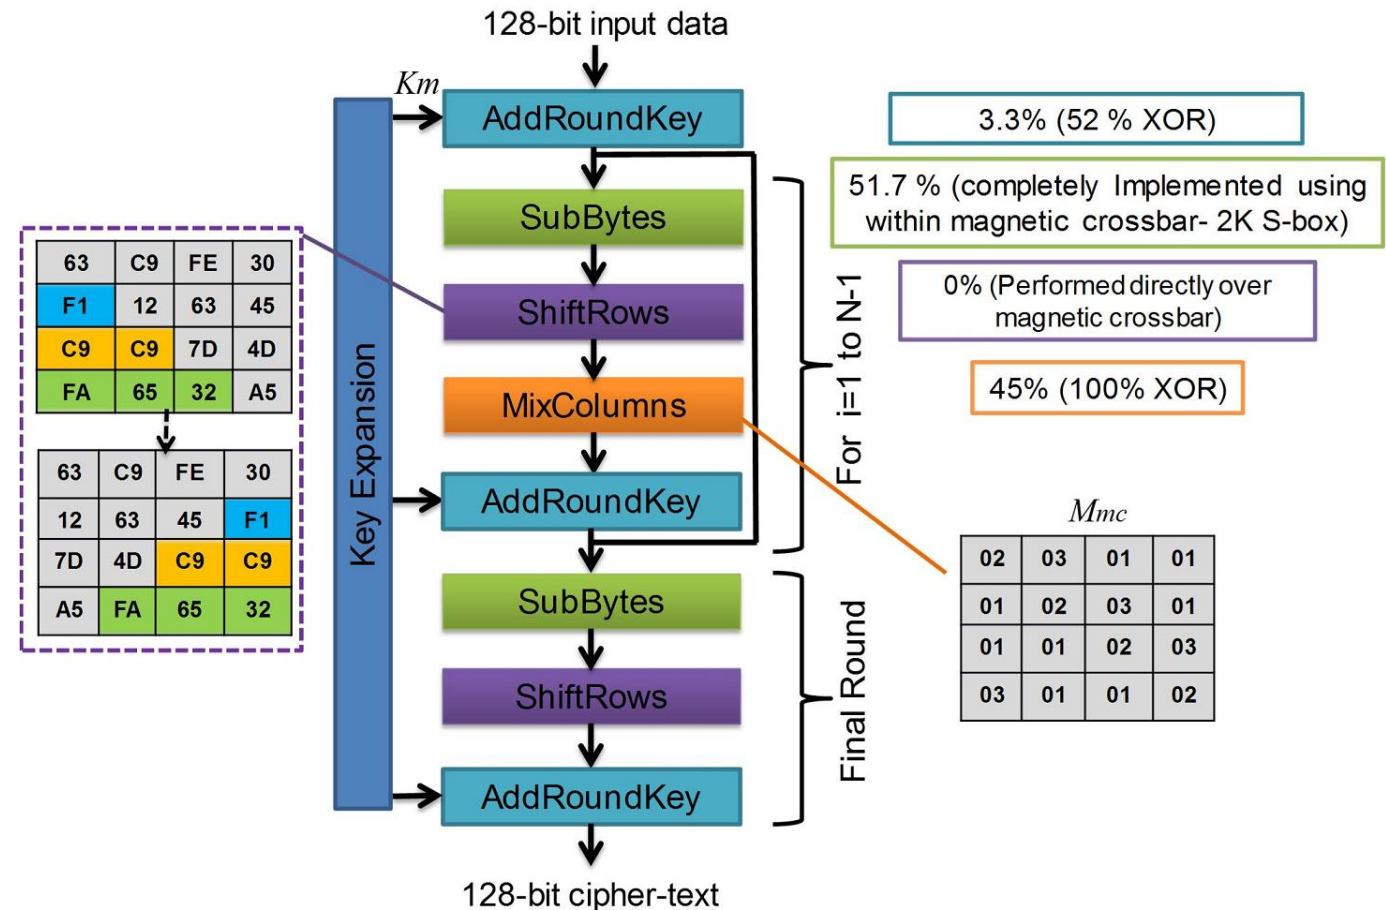 128-bit input data
Km
AddRoundKey
SubBytes
ShiftRows
MixColumns
AddRoundKey
SubBytes
ShiftRows
AddRoundKey
128-bit cipher-text
Key Expansion
For i=1 to N-1
Final Round
3.3% (52 % XOR)
51.7 % (completely Implemented using
within magnetic crossbar- 2K S-box)
0% (Performed directly over
magnetic crossbar)
45% (100% XOR)
63 C9 FE 30
F1 12 63 45
C9 C9 7D 4D
FA 65 32 A5
63 C9 FE 30
12 63 45 F1
7D 4D C9 C9
A5 FA 65 32
Mmc
02 03 01 01
01 02 03 01
01 01 02 03
03 01 01 02